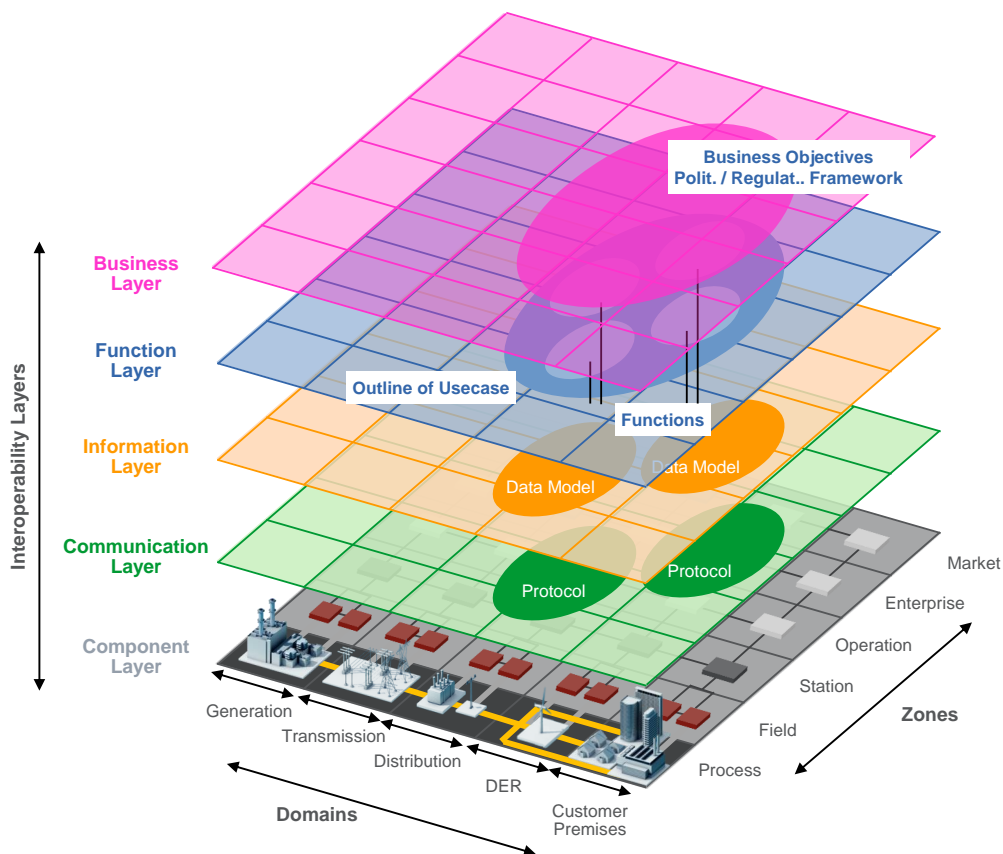 Business Objectives
Polit. / Regulat.. Framework
Interoperability Layers
Business
Layer
Function
Layer
Outline of Usecase
Functions
Information
Layer
Data Model
Data Model
Communication
Layer
Protocol
Protocol
Component
Layer
Market
Enterprise
Operation
Station
Field
Process
Zones
Generation
Transmission
Distribution
DER
Customer
Premises
Domains